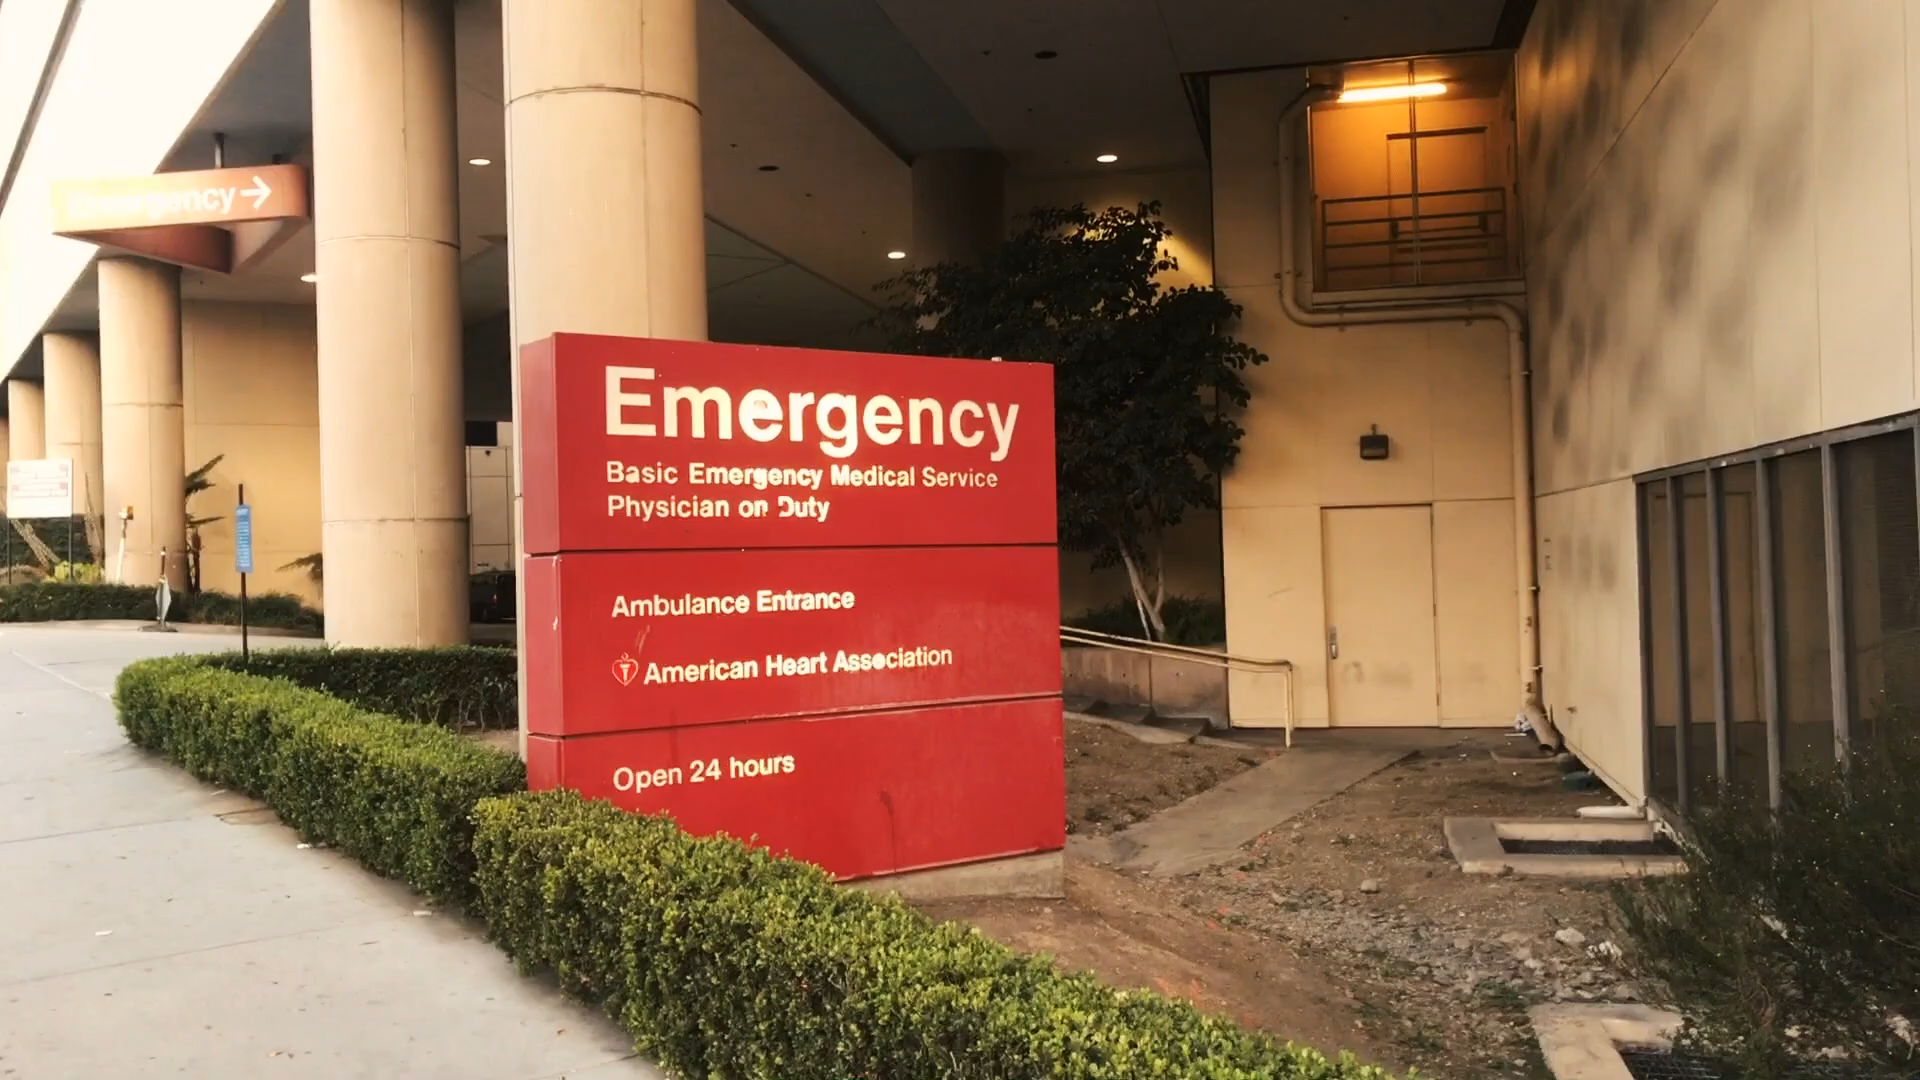 Emergency →
Emergency
Basic Emergency Medical Service
Physician on Duty
Ambulance Entrance
American Heart Association
Open 24 hours